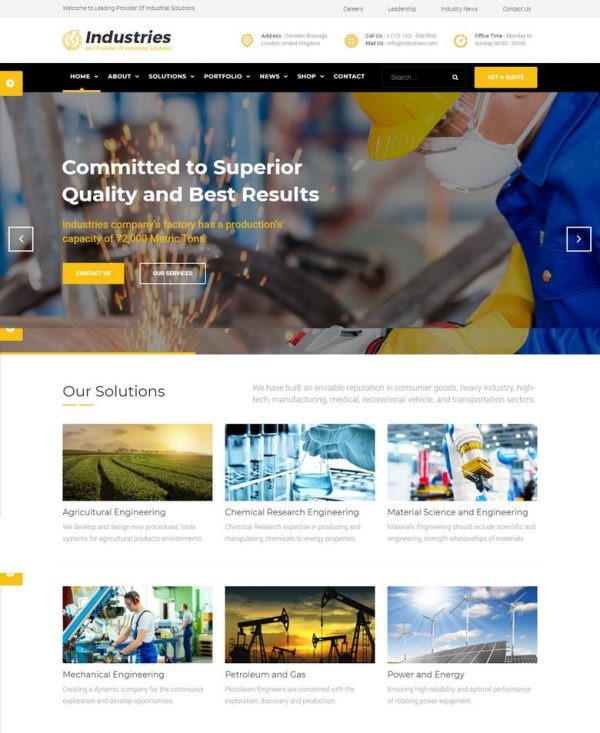 Welcome to Leading Provider Of Industrial Solutions
Careers
Leadership
Industry News
Contact Us
Industries
No.1 Provider Of Industrial Solutions
Address : Camden Borough,
London, United Kingdom
Call Us : + (12) 123 - 5567890
Mail Us : info@industries.com
Office Time : Monday to
Sunday 08:00 - 20:00
HOME
ABOUT
SOLUTIONS
PORTFOLIO
NEWS
SHOP
CONTACT
Search ...
GET A QUOTE
Committed to Superior
Quality and Best Results
Industries company's factory has a production's
capacity of 72,000 Metric Tons.
CONTACT US
OUR SERVICES
Our Solutions
We have built an enviable reputation in consumer goods, heavy industry, high-
tech, manufacturing, medical, recreational vehicle, and transportation sectors.
Agricultural Engineering
We develop and design new procedures, tools
systems for agricultural products environments.
Chemical Research Engineering
Chemical Research expertise in producing and
manipulating chemicals to energy properties.
Material Science and Engineering
Materials Engineering should include scientific and
engineering strength relationships of materials
Mechanical Engineering
Creating a dynamic company for the continuous
exploration and develop opportunities.
Petroleum and Gas
Petroleum Engineers are concerned with the
exploration, discovery and production.
Power and Energy
Ensuring high reliability and optimal performance
of rotating power equipment.